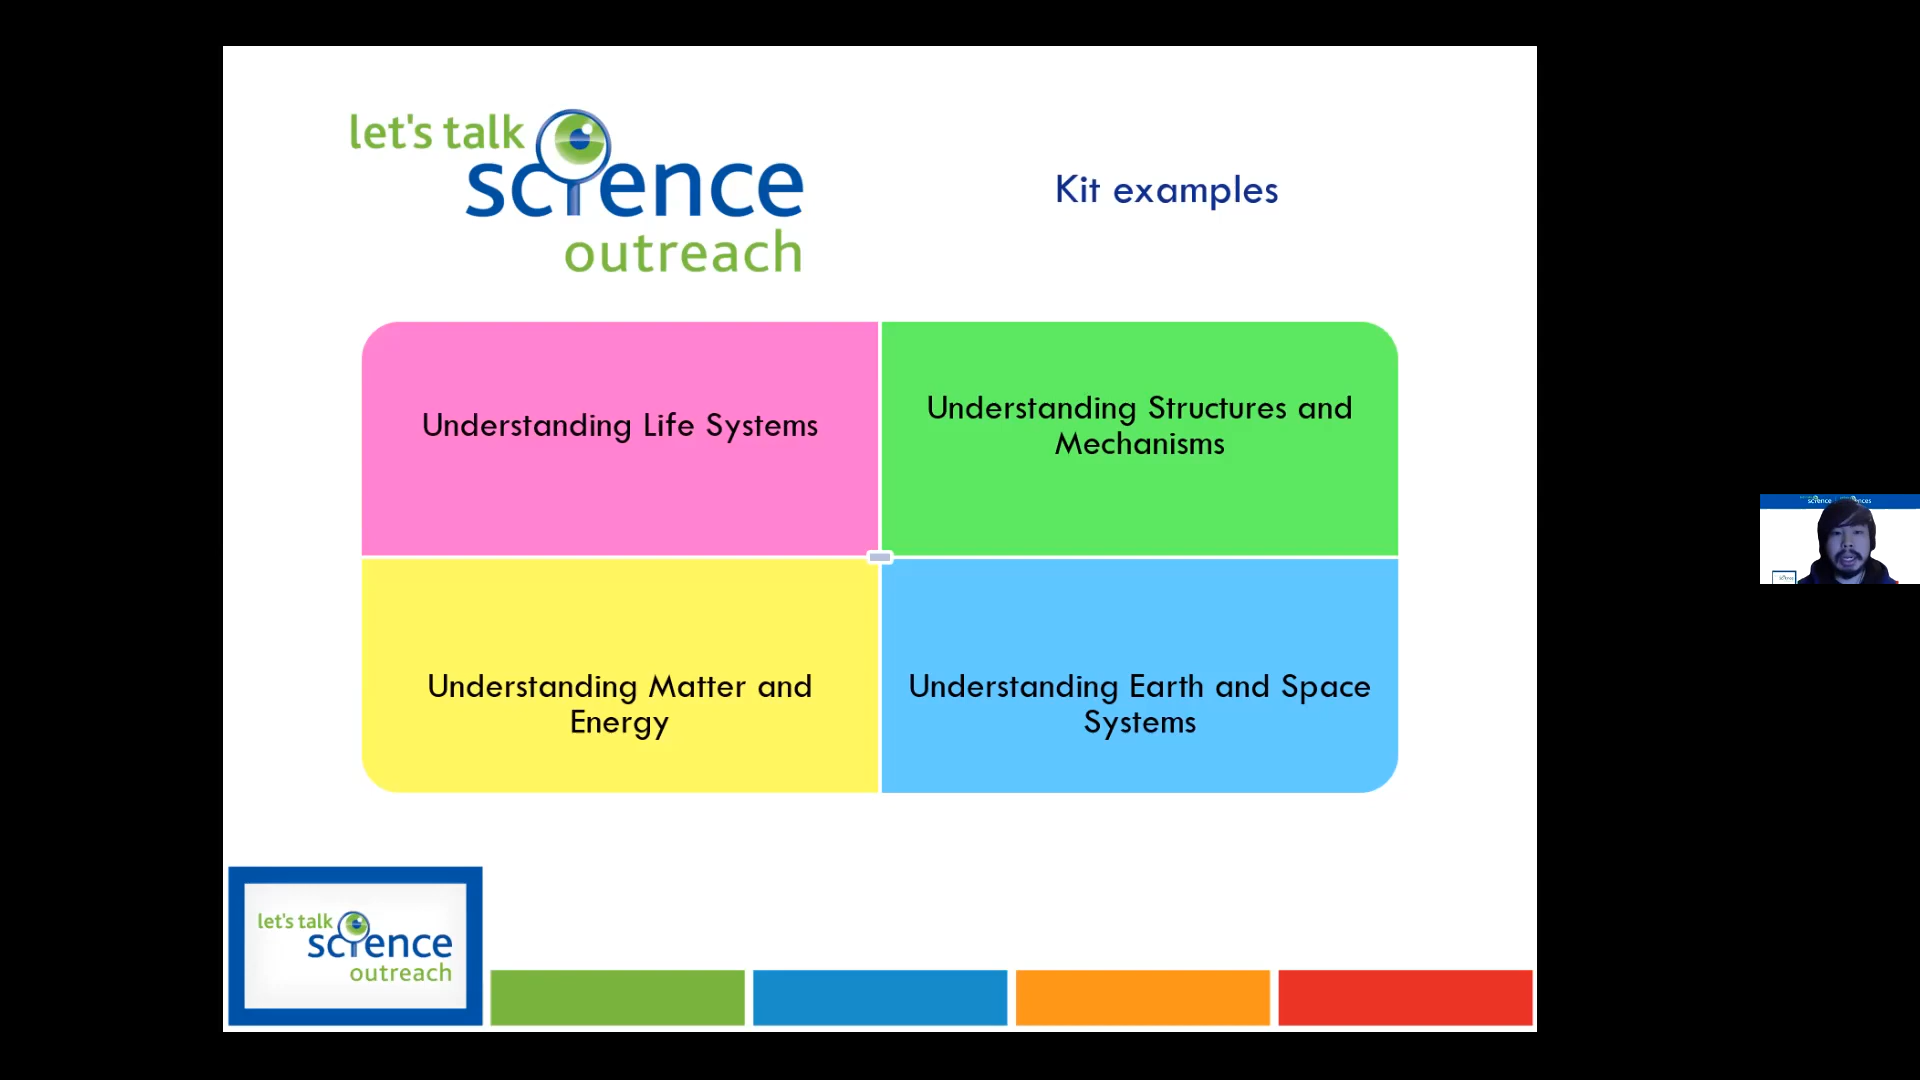 let's talk
science
outreach
Kit examples
Understanding Life Systems
Understanding Structures and
Mechanisms
Understanding Matter and
Energy
Understanding Earth and Space
Systems
let's talk
science
outreach
science